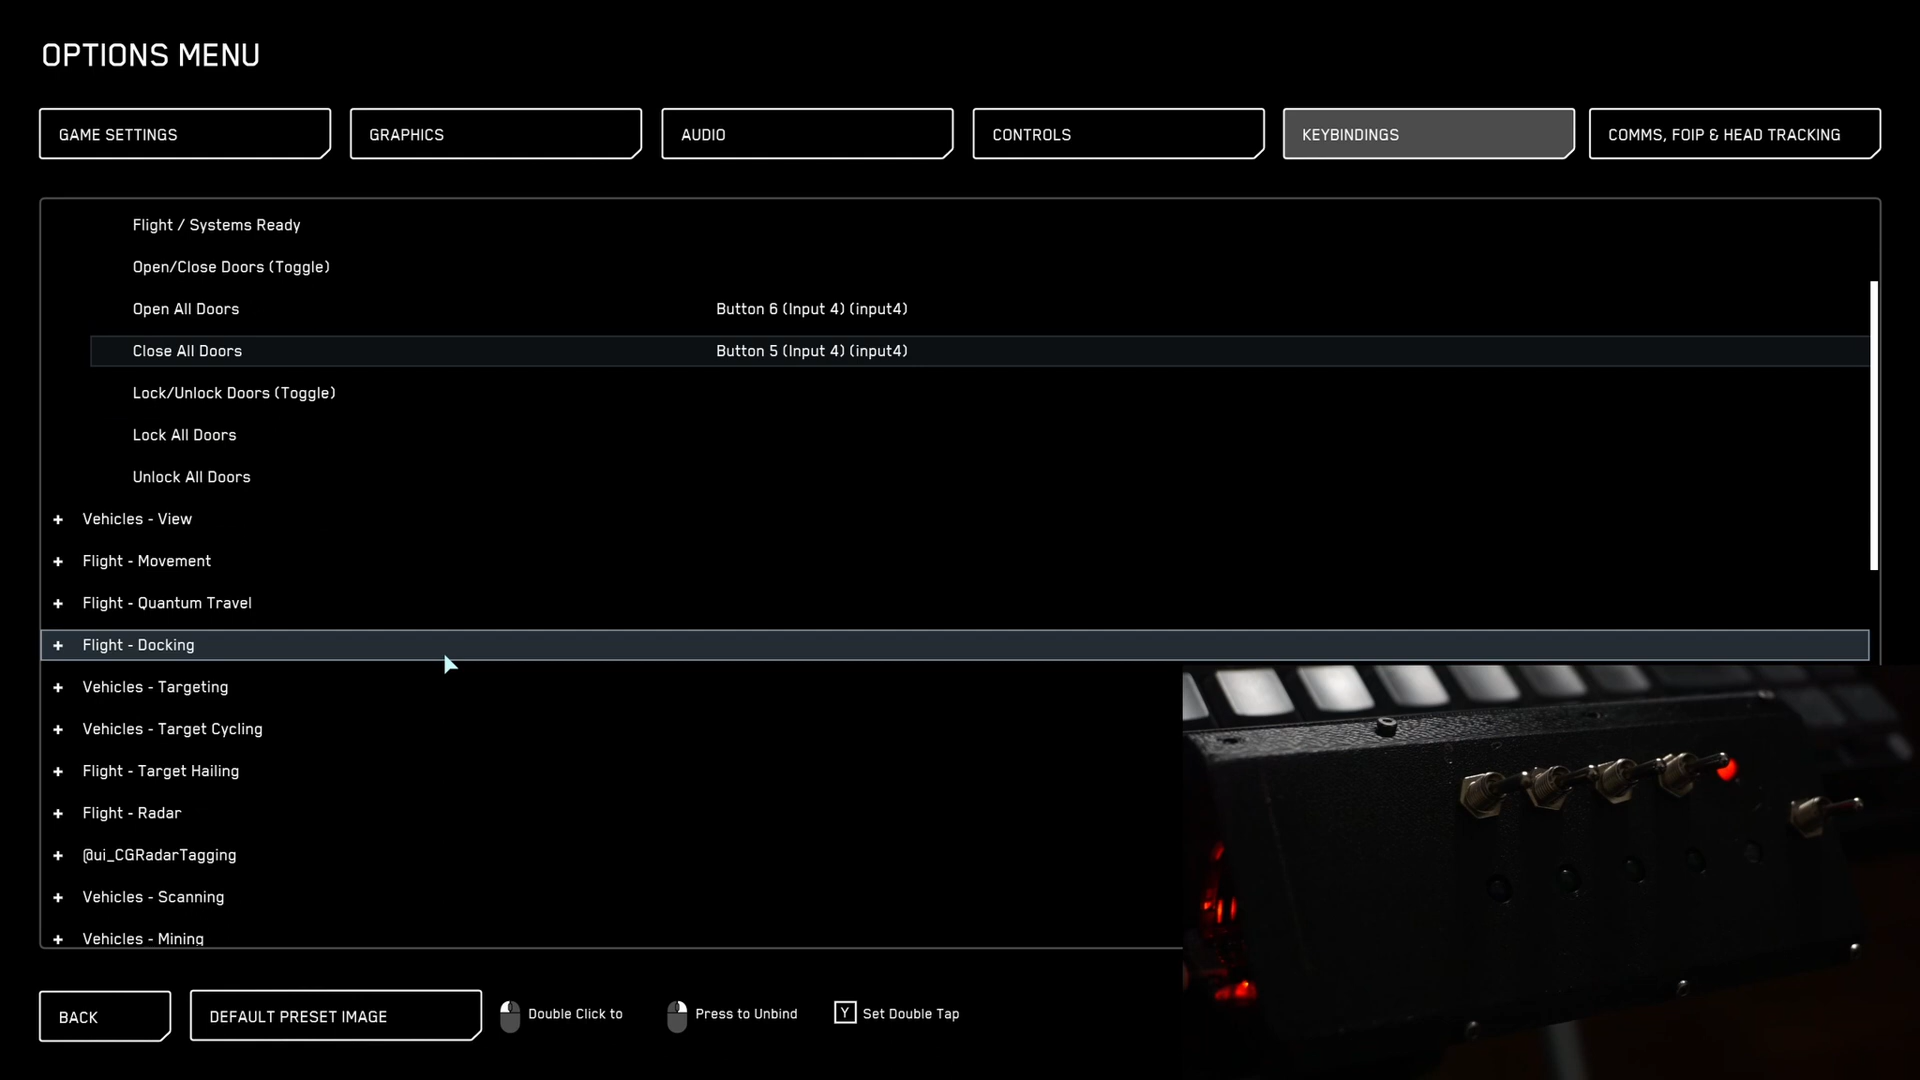 OPTIONS MENU
GAME SETTINGS
GRAPHICS
AUDIO
CONTROLS
KEYBINDINGS
COMMS, FOIP & HEAD TRACKING
Flight / Systems Ready
Open/Close Doors (Toggle)
Open All Doors Button 6 (Input 4) (input4)
Close All Doors Button 5 (Input 4) (input4)
Lock/Unlock Doors (Toggle)
Lock All Doors
Unlock All Doors
+ Vehicles - View
+ Flight - Movement
+ Flight - Quantum Travel
+ Flight - Docking
+ Vehicles - Targeting
+ Vehicles - Target Cycling
+ Flight - Target Hailing
+ Flight - Radar
+ @ui_CGRadarTagging
+ Vehicles - Scanning
+ Vehicles - Mining
BACK
DEFAULT PRESET IMAGE
Double Click to
Press to Unbind
Y Set Double Tap